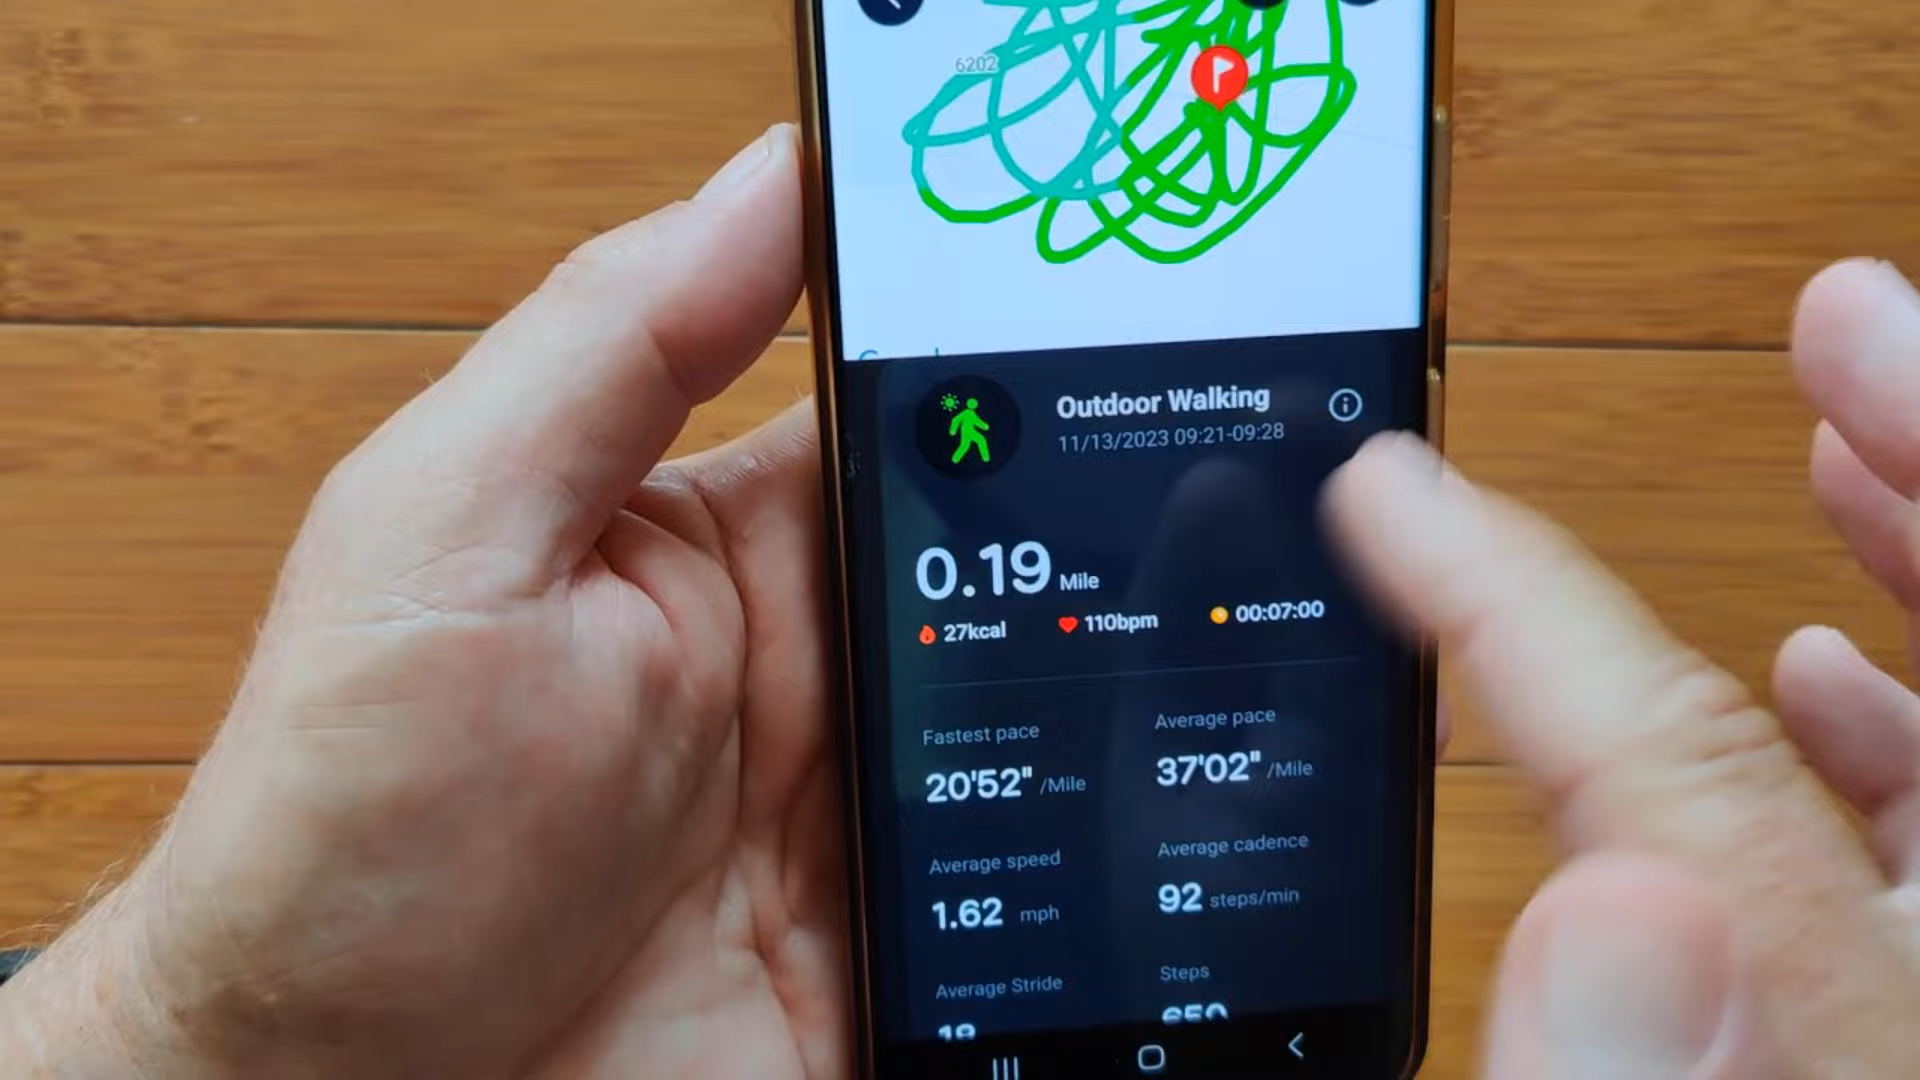 6202
Outdoor Walking
11/13/2023 09:21-09:28
0.19 Mile
27kcal 110bpm 00:07:00
Fastest pace Average pace
20'52" /Mile 37'02" /Mile
Average speed Average cadence
1.62 mph 92 steps/min
Average Stride Steps